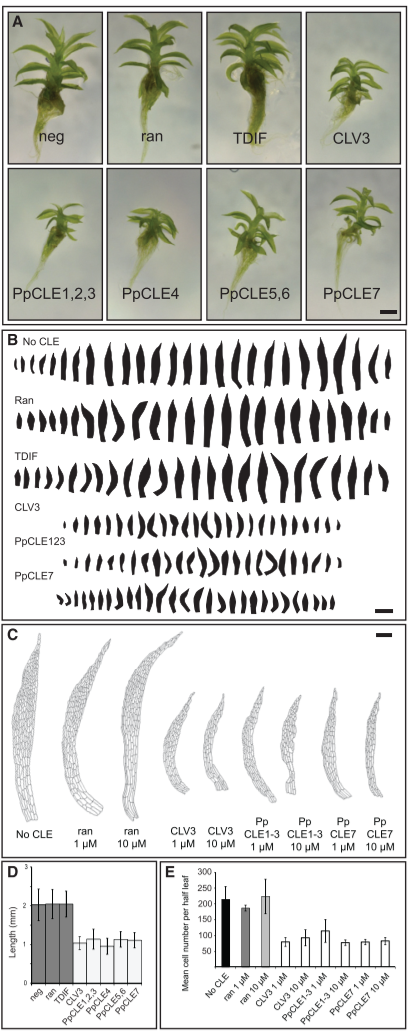 A
neg
ran
TDIF
CLV3
PpCLE1,2,3
PpCLE4
PpCLE5,6
PpCLE7
B
No CLE
Ran
TDIF
CLV3
PpCLE123
PpCLE7
C
No CLE
ran
1 µM
ran
10 µM
CLV3
1 µM
CLV3
10 µM
Pp
CLE1-3
1 µM
Pp
CLE1-3
10 µM
Pp
CLE7
1 µM
Pp
CLE7
10 µM
D
Length (mm)
3
2
1
0
neg
ran
TDIF
CLV3
PpCLE1,2,3
PpCLE4
PpCLE5,6
PpCLE7
E
Mean cell number per half leaf
300
250
200
150
100
50
No CLE
ran 1 µM
ran 10 µM
CLV3 1 µM
CLV3 10 µM
PpCLE1-3 1 µM
PpCLE1-3 10 µM
PpCLE7 1 µM
PpCLE7 10 µM